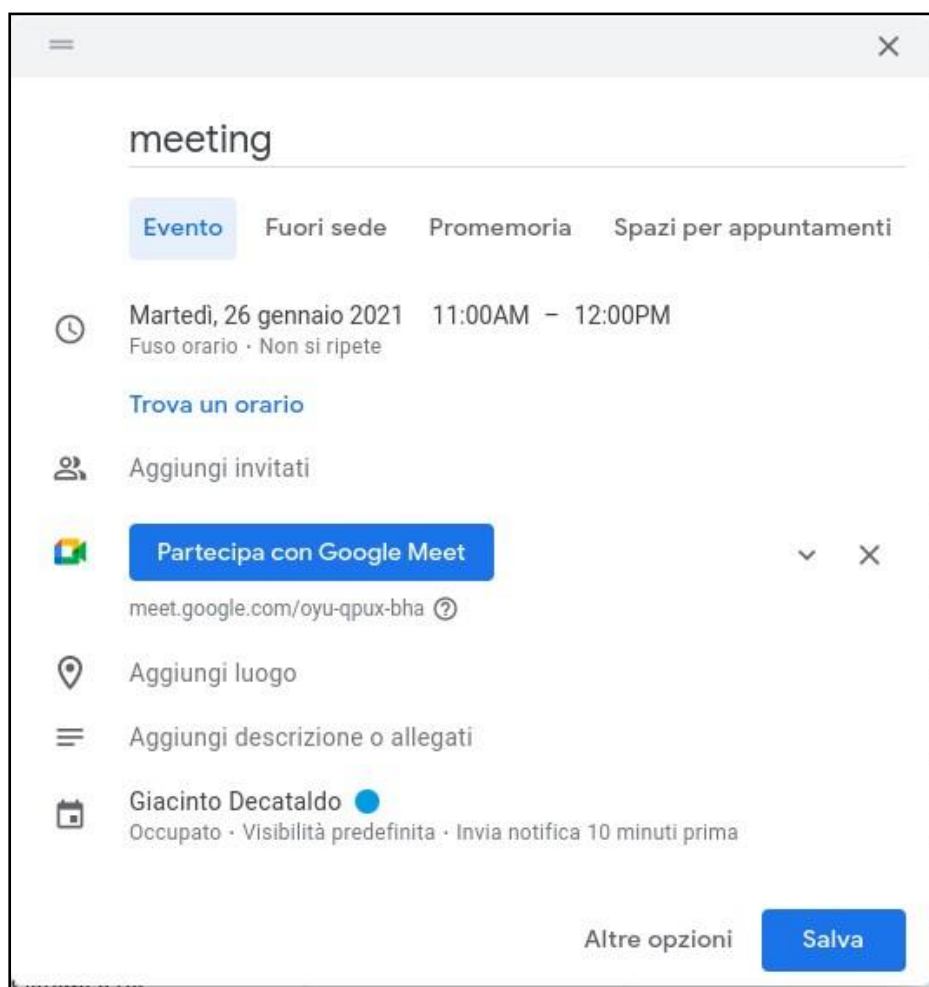 meeting
Evento Fuori sede Promemoria Spazi per appuntamenti
Martedì, 26 gennaio 2021 11:00AM – 12:00PM
Fuso orario · Non si ripete
Trova un orario
Aggiungi invitati
Partecipa con Google Meet
meet.google.com/oyu-qpux-bha
Aggiungi luogo
Aggiungi descrizione o allegati
Giacinto Decataldo
Occupato · Visibilità predefinita · Invia notifica 10 minuti prima
Altre opzioni Salva